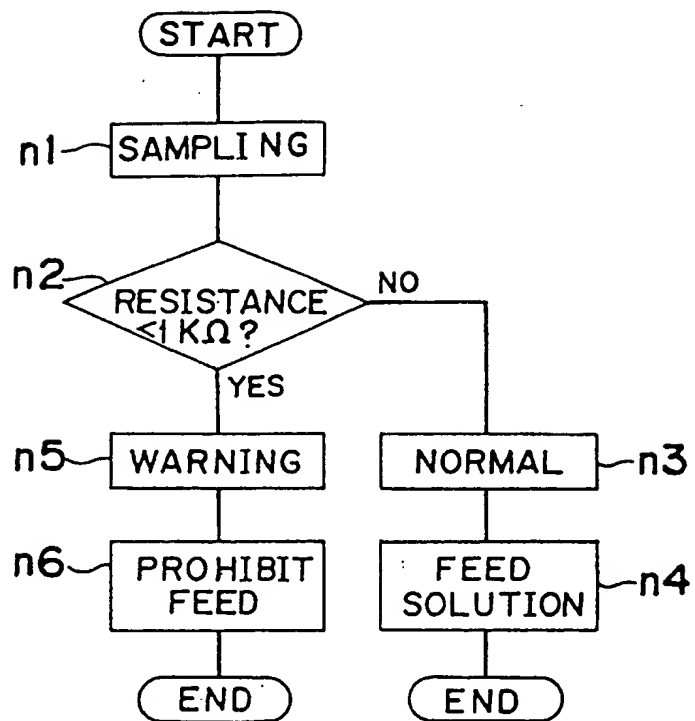 START
n1
SAMPLING
n2
RESISTANCE
<1 KΩ?
NO
YES
n5
WARNING
NORMAL
n3
n6
PROHIBIT
FEED
FEED
SOLUTION
n4
END
END